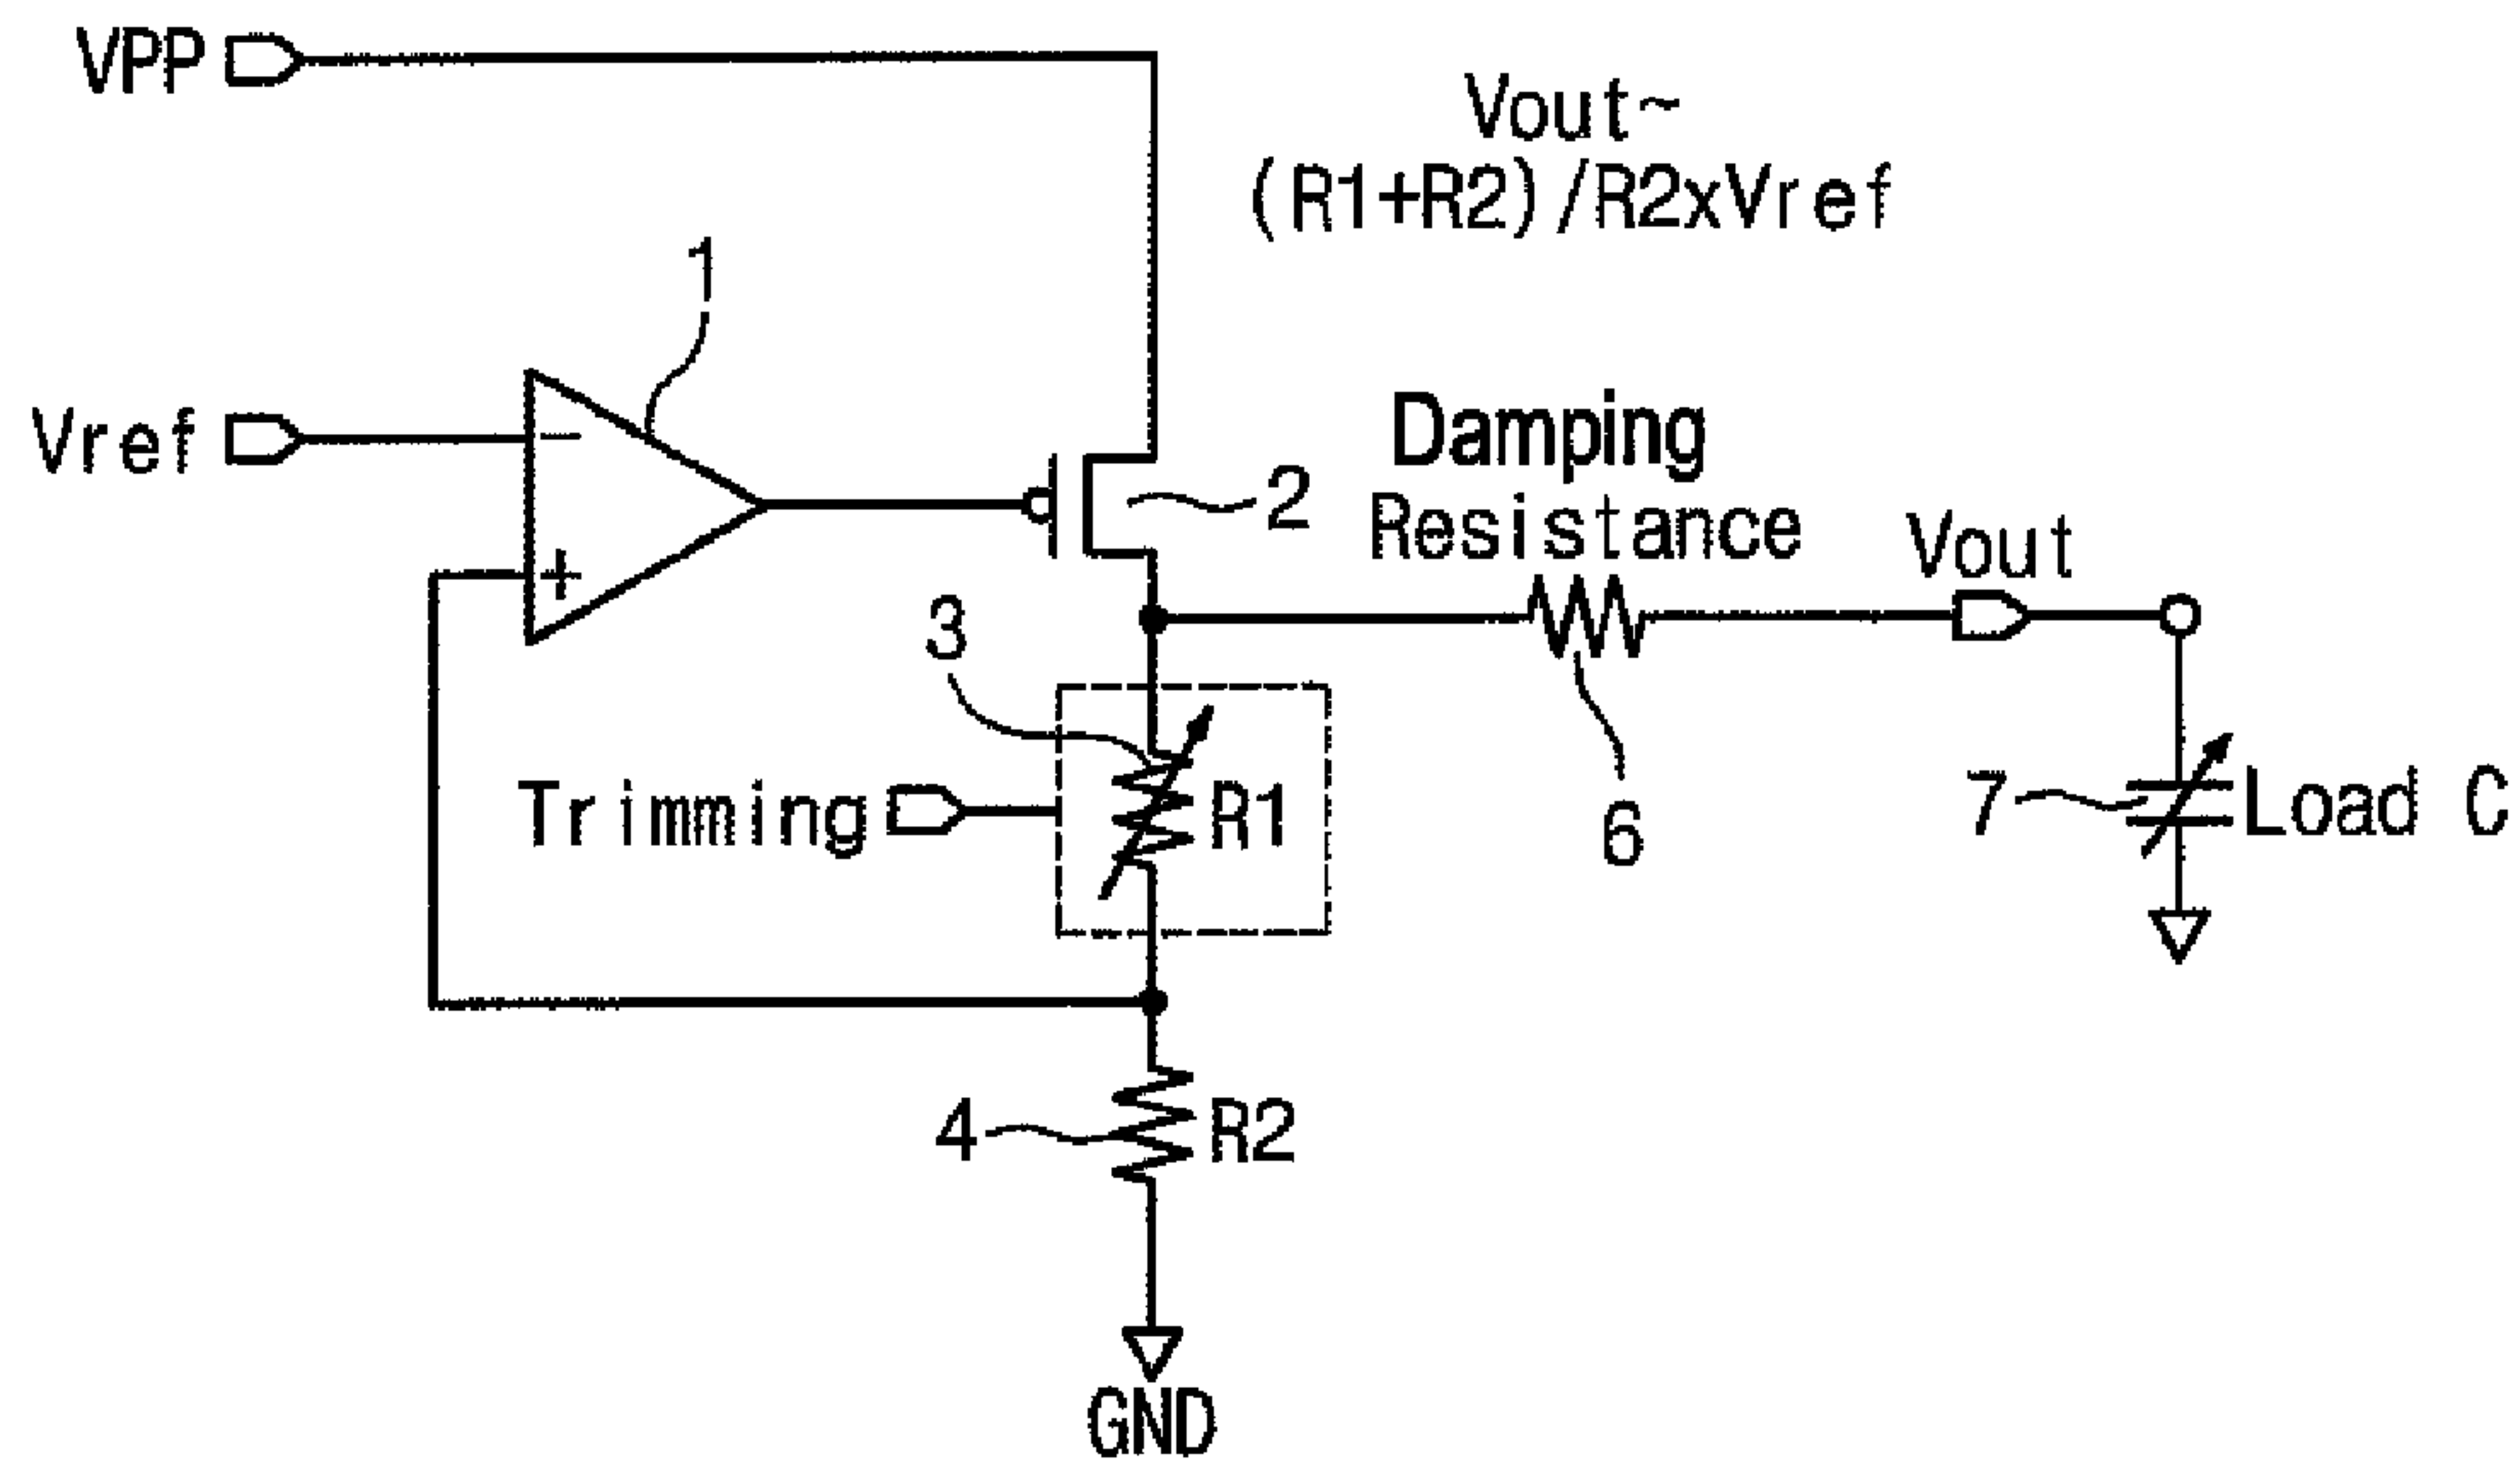 VPP
Vout~
(R1+R2)/R2xVref
1
Vref
Damping
Resistance
2
Vout
3
Trimming
R1
6
7
Load C
4
R2
GND